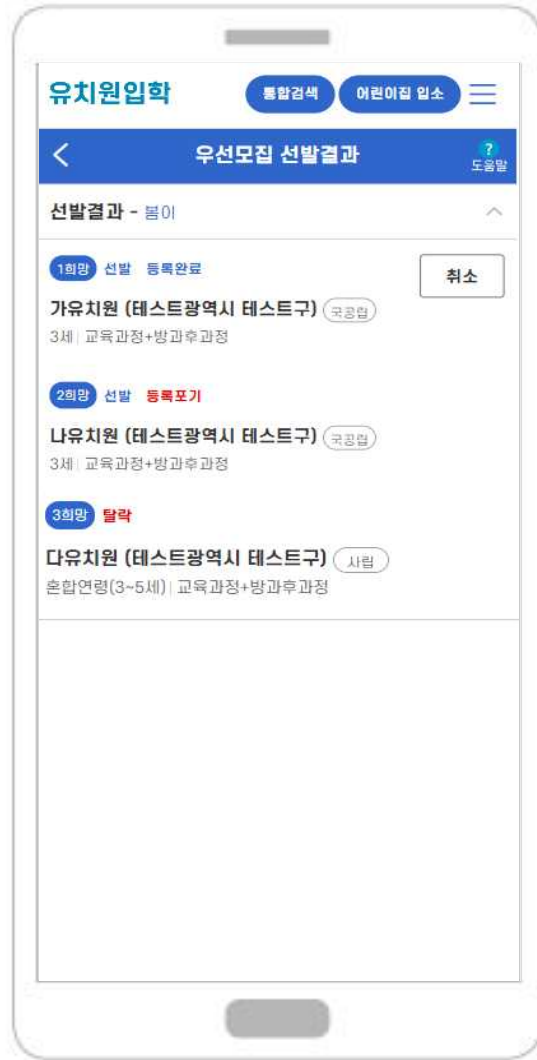 유치원입학 통합검색 어린이집 입소
우선모집 선발결과 ?
도움말
선발결과 - 봄이
1희망 선발 등록완료 취소
가유치원 (테스트광역시 테스트구) 국공립
3세 | 교육과정+방과후과정
2희망 선발 등록포기
나유치원 (테스트광역시 테스트구) 국공립
3세 | 교육과정+방과후과정
3희망 탈락
다유치원 (테스트광역시 테스트구) 사립
혼합연령(3~5세) | 교육과정+방과후과정